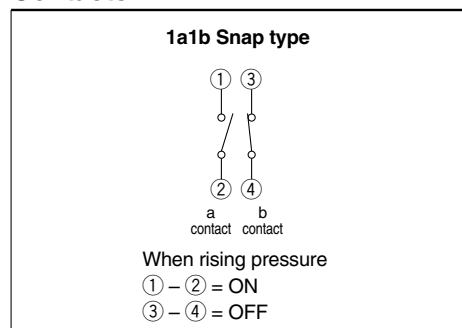 1a1b Snap type
① ③
② ④
a b
contact contact
When rising pressure
① – ② = ON
③ – ④ = OFF